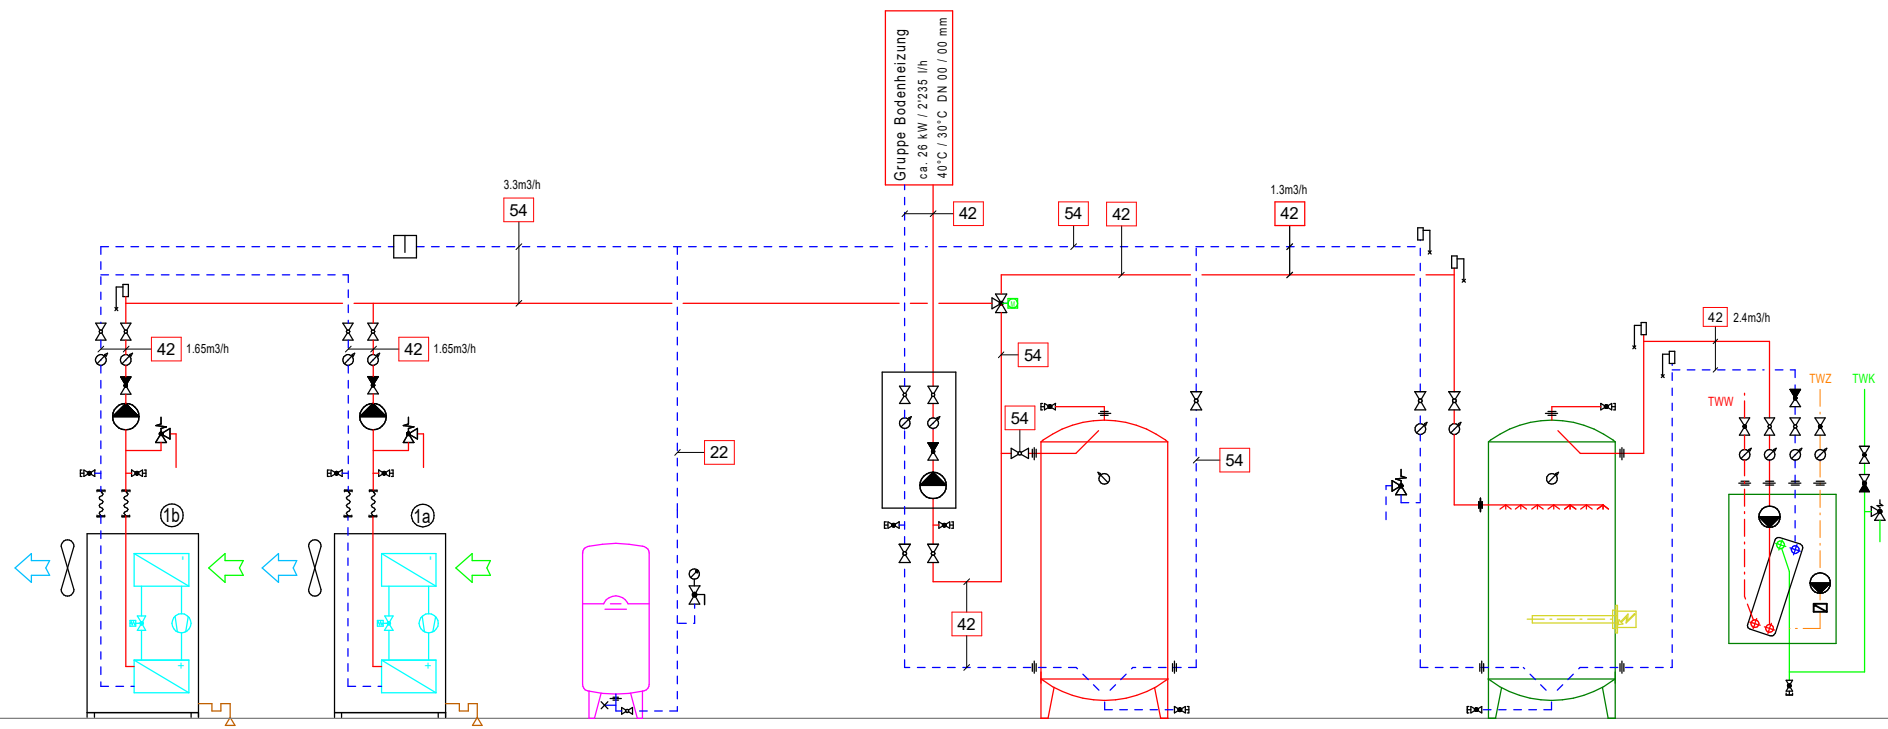 Gruppe Bodenheizung
ca. 26 kW / 2'235 l/h
40°C / 30°C DN 00 / 00 mm
3.3m3/h
54
42
54
42
1.3m3/h
42
42
1.65m3/h
42
1.65m3/h
54
42
2.4m3/h
TWW
TWZ
TWK
54
22
54
1b
1a
42